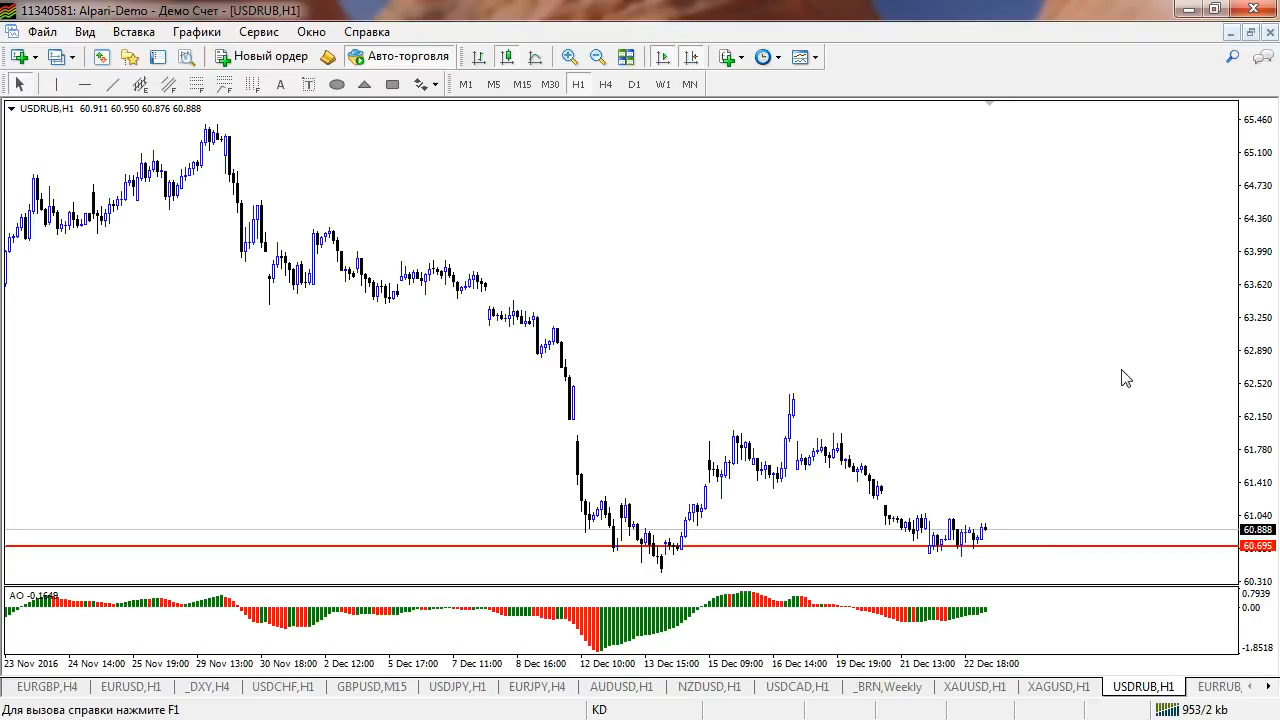 11340581: Alpari-Demo - Демо Счет - [USDRUB,H1]
Файл Вид Вставка Графики Сервис Окно Справка
Новый ордер Авто-торговля
A T M1 M5 M15 M30 H1 H4 D1 W1 MN
USDRUB,H1 60.911 60.950 60.876 60.888
65.460
65.100
64.730
64.360
63.990
63.620
63.250
62.890
62.520
62.150
61.780
61.410
61.040
60.888
60.695
60.310
AO -0.1649
0.7939
0.00
-1.8518
23 Nov 2016 24 Nov 14:00 25 Nov 19:00 29 Nov 13:00 30 Nov 18:00 2 Dec 12:00 5 Dec 17:00 7 Dec 11:00 8 Dec 16:00 12 Dec 10:00 13 Dec 15:00 15 Dec 09:00 16 Dec 14:00 19 Dec 19:00 21 Dec 13:00 22 Dec 18:00
EURGBP,H4 EURUSD,H1 _DXY,H4 USDCHF,H1 GBPUSD,M15 USDJPY,H1 EURJPY,H4 AUDUSD,H1 NZDUSD,H1 USDCAD,H1 _BRN,Weekly XAUUSD,H1 XAGUSD,H1 USDRUB,H1 EURRUB,
Для вызова справки нажмите F1 KD 953/2 kb